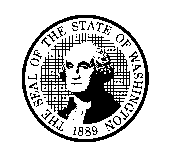 THE SEAL OF THE STATE OF WASHINGTON
1889